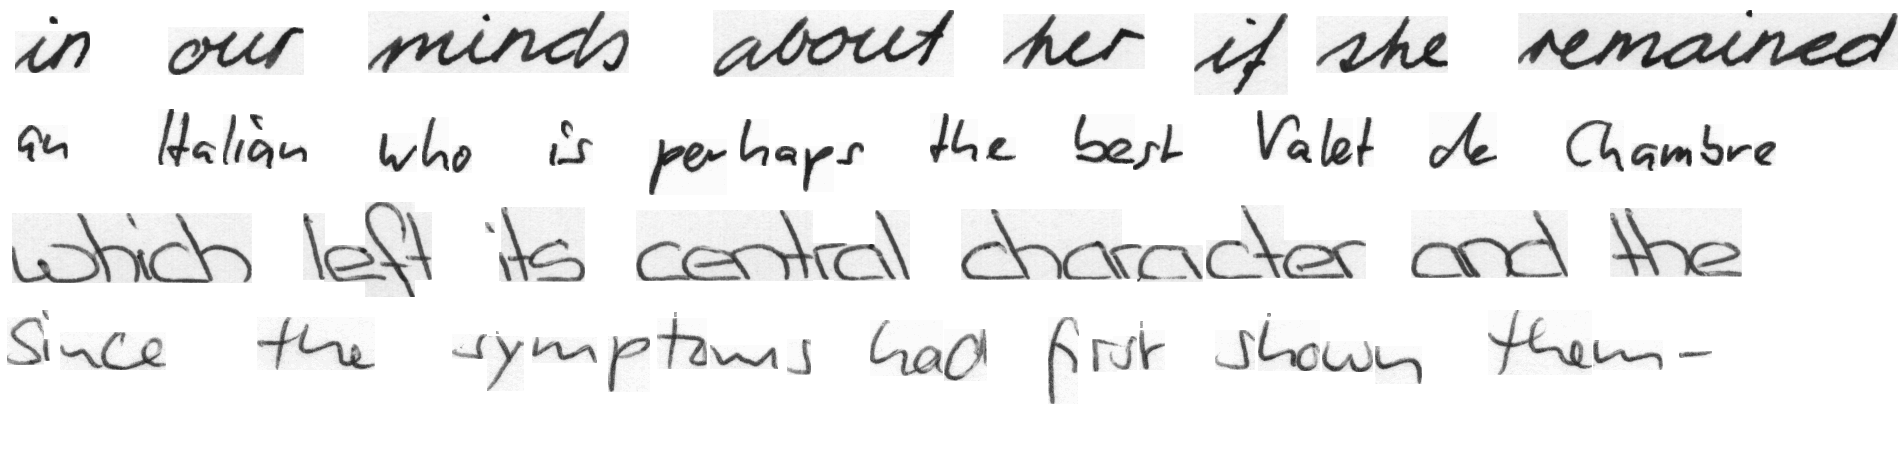 in our minds about her if she remained
an Italian who is perhaps the best Valet de Chambre
which left its central character and the
since the symptoms had first shown them-